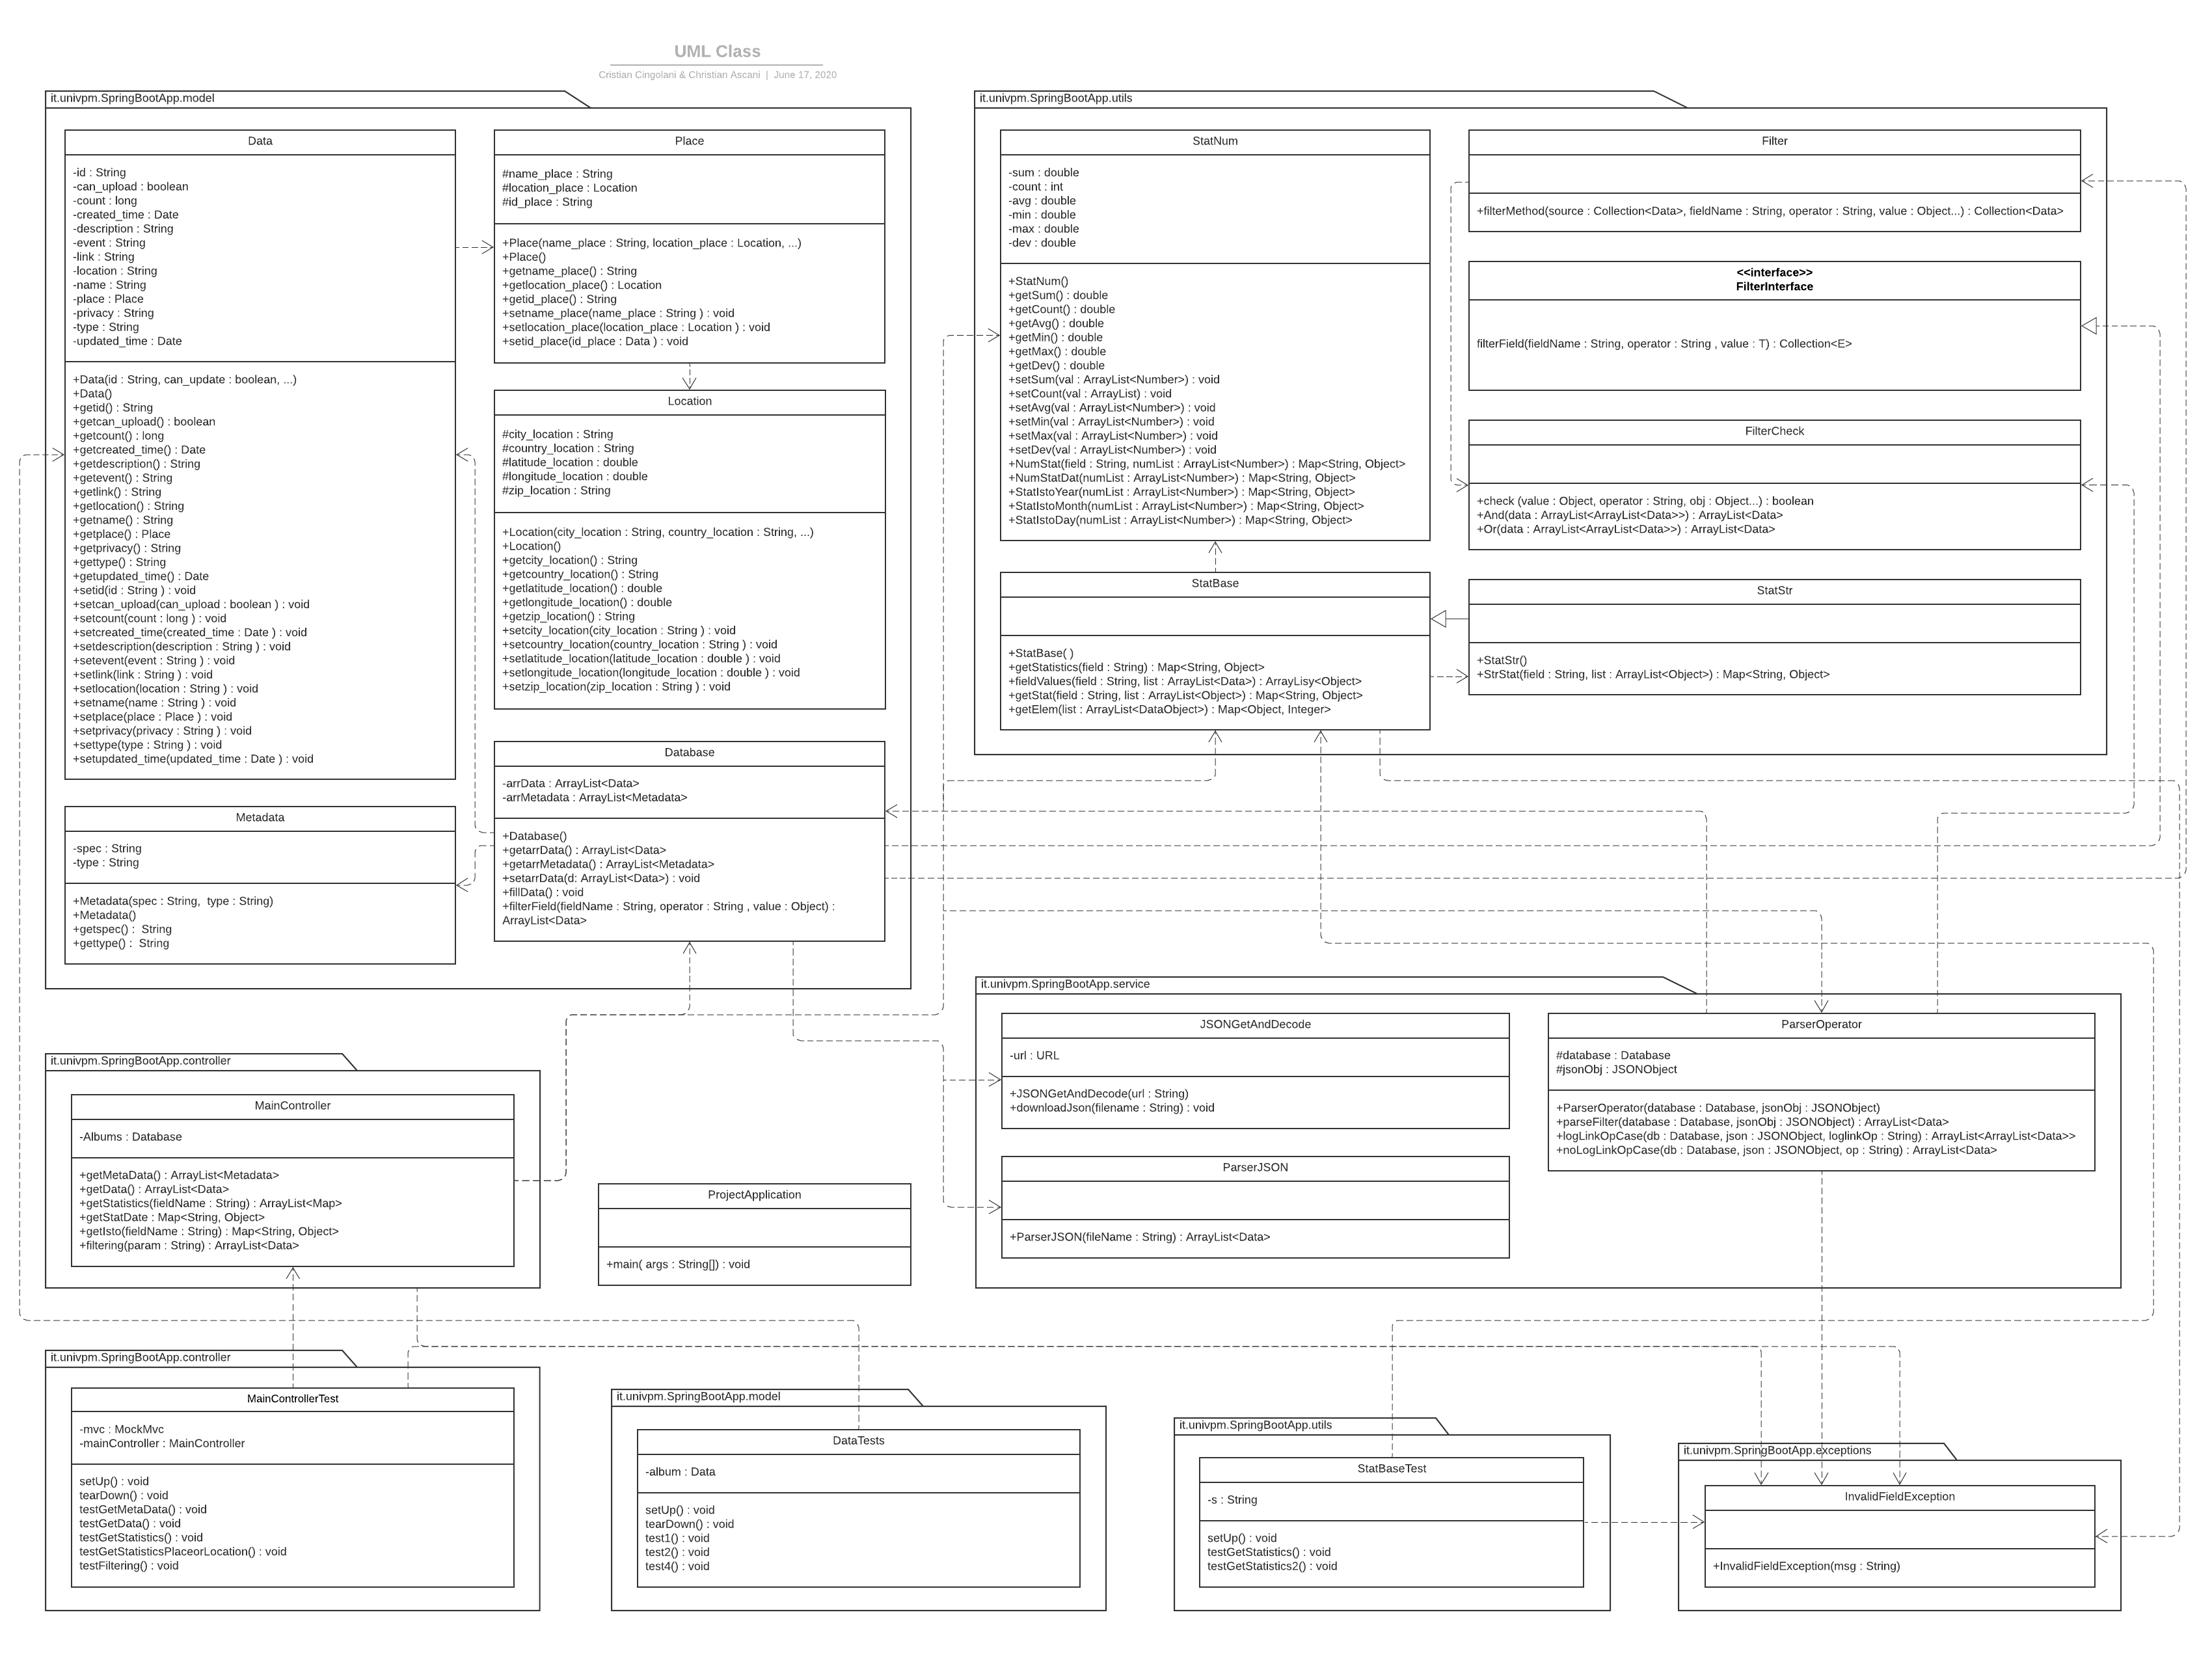 UML Class
Cristian Cingolani & Christian Ascani | June 17, 2020
it.univpm.SpringBootApp.model
Data
-id : String
-can_upload : boolean
-count : long
-created_time : Date
-description : String
-event : String
-link : String
-location : String
-name : String
-place : Place
-privacy : String
-type : String
-updated_time : Date
+Data(id : String, can_update : boolean, ...)
+Data()
+getid() : String
+getcan_upload() : boolean
+getcount() : long
+getcreated_time() : Date
+getdescription() : String
+getevent() : String
+getlink() : String
+getlocation() : String
+getname() : String
+getplace() : Place
+getprivacy() : String
+gettype() : String
+getupdated_time() : Date
+setid(id : String ) : void
+setcan_upload(can_upload : boolean ) : void
+setcount(count : long ) : void
+setcreated_time(created_time : Date ) : void
+setdescription(description : String ) : void
+setevent(event : String ) : void
+setlink(link : String ) : void
+setlocation(location : String ) : void
+setname(name : String ) : void
+setplace(place : Place ) : void
+setprivacy(privacy : String ) : void
+settype(type : String ) : void
+setupdated_time(updated_time : Date ) : void
Metadata
-spec : String
-type : String
+Metadata(spec : String,  type : String)
+Metadata()
+getspec() :  String
+gettype() :  String
Place
#name_place : String
#location_place : Location
#id_place : String
+Place(name_place : String, location_place : Location, ...)
+Place()
+getname_place() : String
+getlocation_place() : Location
+getid_place() : String
+setname_place(name_place : String ) : void
+setlocation_place(location_place : Location ) : void
+setid_place(id_place : Data ) : void
Location
#city_location : String
#country_location : String
#latitude_location : double
#longitude_location : double
#zip_location : String
+Location(city_location : String, country_location : String, ...)
+Location()
+getcity_location() : String
+getcountry_location() : String
+getlatitude_location() : double
+getlongitude_location() : double
+getzip_location() : String
+setcity_location(city_location : String ) : void
+setcountry_location(country_location : String ) : void
+setlatitude_location(latitude_location : double ) : void
+setlongitude_location(longitude_location : double ) : void
+setzip_location(zip_location : String ) : void
Database
-arrData : ArrayList<Data>
-arrMetadata : ArrayList<Metadata>
+Database()
+getarrData() : ArrayList<Data>
+getarrMetadata() : ArrayList<Metadata>
+setarrData(d: ArrayList<Data>) : void
+fillData() : void
+filterField(fieldName : String, operator : String , value : Object) :
ArrayList<Data>
it.univpm.SpringBootApp.utils
StatNum
-sum : double
-count : int
-avg : double
-min : double
-max : double
-dev : double
+StatNum()
+getSum() : double
+getCount() : double
+getAvg() : double
+getMin() : double
+getMax() : double
+getDev() : double
+setSum(val : ArrayList<Number>) : void
+setCount(val : ArrayList) : void
+setAvg(val : ArrayList<Number>) : void
+setMin(val : ArrayList<Number>) : void
+setMax(val : ArrayList<Number>) : void
+setDev(val : ArrayList<Number>) : void
+NumStat(field : String, numList : ArrayList<Number>) : Map<String, Object>
+NumStatDat(numList : ArrayList<Number>) : Map<String, Object>
+StatIstoYear(numList : ArrayList<Number>) : Map<String, Object>
+StatIstoMonth(numList : ArrayList<Number>) : Map<String, Object>
+StatIstoDay(numList : ArrayList<Number>) : Map<String, Object>
StatBase
+StatBase( )
+getStatistics(field : String) : Map<String, Object>
+fieldValues(field : String, list : ArrayList<Data>) : ArrayLisy<Object>
+getStat(field : String, list : ArrayList<Object>) : Map<String, Object>
+getElem(list : ArrayList<DataObject>) : Map<Object, Integer>
Filter
+filterMethod(source : Collection<Data>, fieldName : String, operator : String, value : Object...) : Collection<Data>
<<interface>>
FilterInterface
filterField(fieldName : String, operator : String , value : T) : Collection<E>
FilterCheck
+check (value : Object, operator : String, obj : Object...) : boolean
+And(data : ArrayList<ArrayList<Data>>) : ArrayList<Data>
+Or(data : ArrayList<ArrayList<Data>>) : ArrayList<Data>
StatStr
+StatStr()
+StrStat(field : String, list : ArrayList<Object>) : Map<String, Object>
it.univpm.SpringBootApp.service
JSONGetAndDecode
-url : URL
+JSONGetAndDecode(url : String)
+downloadJson(filename : String) : void
ParserJSON
+ParserJSON(fileName : String) : ArrayList<Data>
ParserOperator
#database : Database
#jsonObj : JSONObject
+ParserOperator(database : Database, jsonObj : JSONObject)
+parseFilter(database : Database, jsonObj : JSONObject) : ArrayList<Data>
+logLinkOpCase(db : Database, json : JSONObject, loglinkOp : String) : ArrayList<ArrayList<Data>>
+noLogLinkOpCase(db : Database, json : JSONObject, op : String) : ArrayList<Data>
it.univpm.SpringBootApp.controller
MainController
-Albums : Database
+getMetaData() : ArrayList<Metadata>
+getData() : ArrayList<Data>
+getStatistics(fieldName : String) : ArrayList<Map>
+getStatDate : Map<String, Object>
+getIsto(fieldName : String) : Map<String, Object>
+filtering(param : String) : ArrayList<Data>
ProjectApplication
+main( args : String[]) : void
it.univpm.SpringBootApp.controller
MainControllerTest
-mvc : MockMvc
-mainController : MainController
setUp() : void
tearDown() : void
testGetMetaData() : void
testGetData() : void
testGetStatistics() : void
testGetStatisticsPlaceorLocation() : void
testFiltering() : void
it.univpm.SpringBootApp.model
DataTests
-album : Data
setUp() : void
tearDown() : void
test1() : void
test2() : void
test4() : void
it.univpm.SpringBootApp.utils
StatBaseTest
-s : String
setUp() : void
testGetStatistics() : void
testGetStatistics2() : void
it.univpm.SpringBootApp.exceptions
InvalidFieldException
+InvalidFieldException(msg : String)